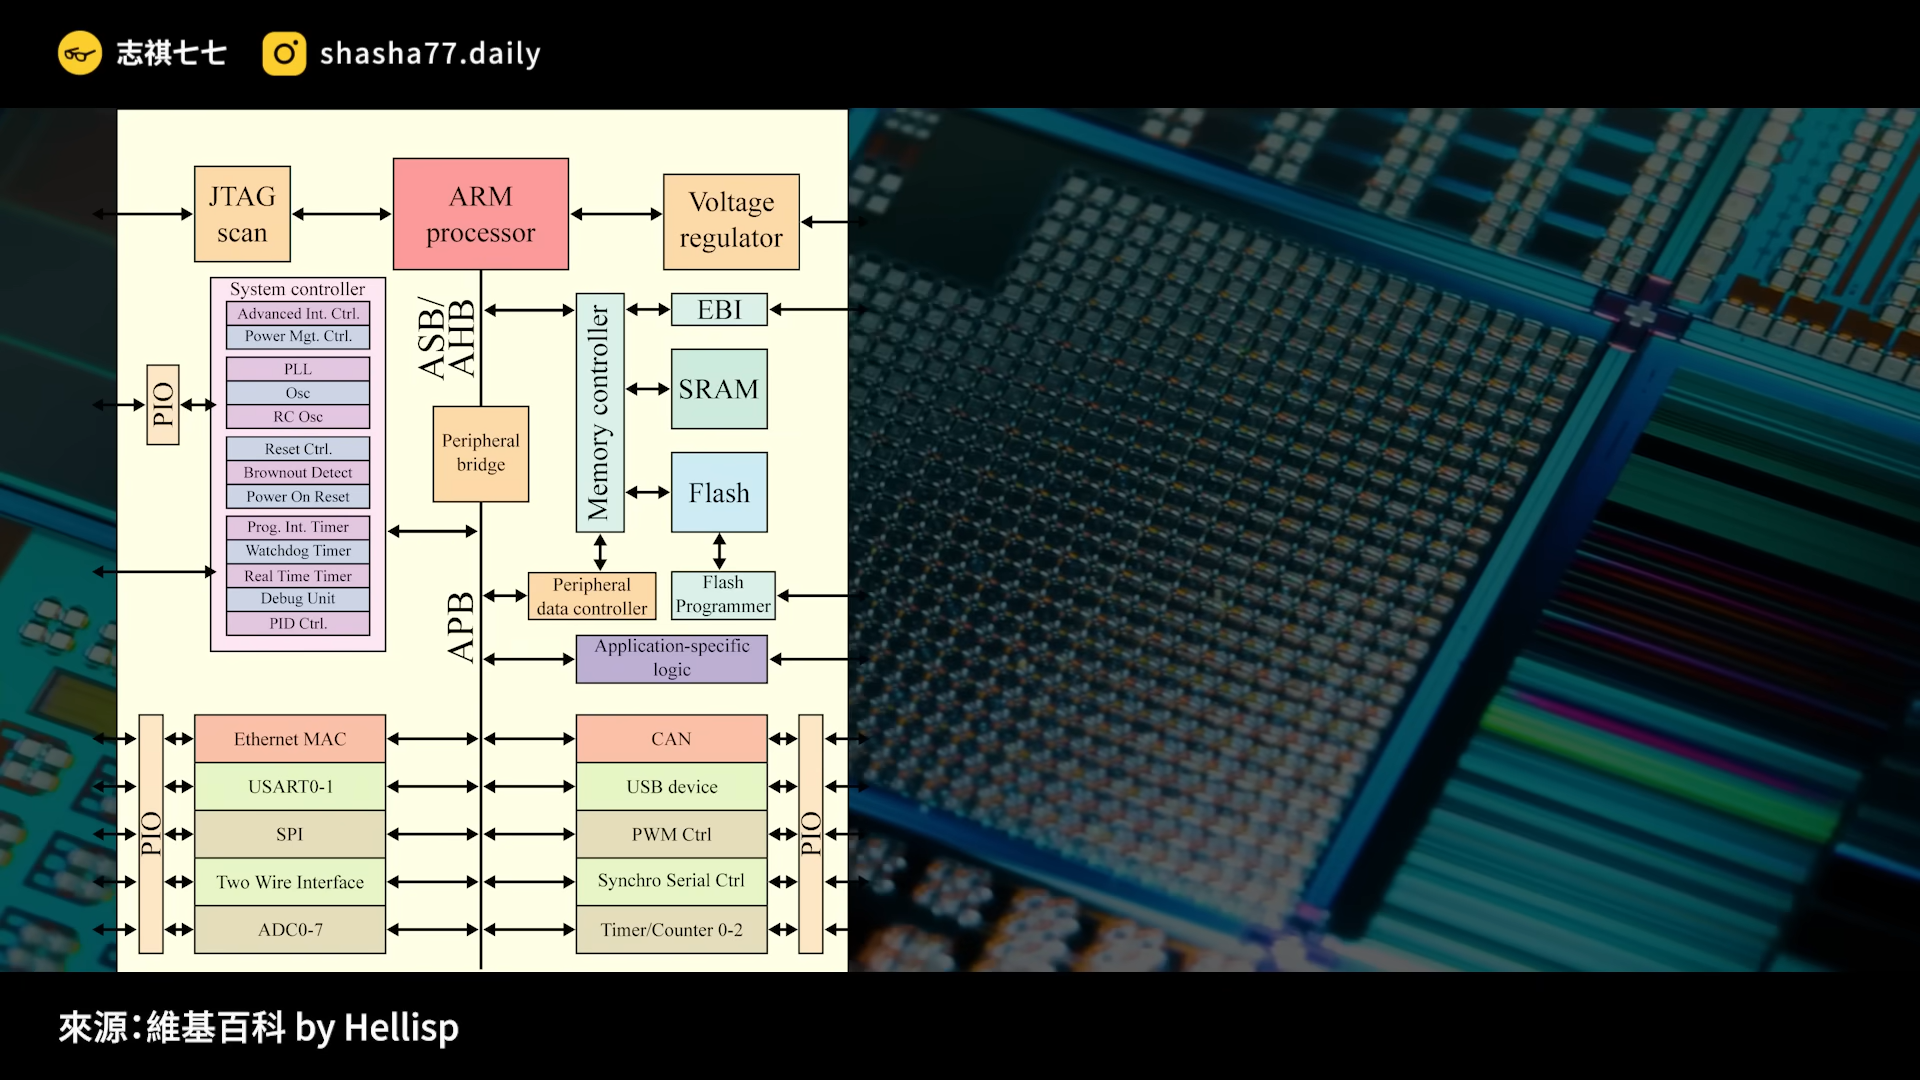 志祺七七
shasha77.daily
JTAG
scan
ARM
processor
Voltage
regulator
System controller
Advanced Int. Ctrl.
Power Mgt. Ctrl.
PLL
Osc
RC Osc
Reset Ctrl.
Brownout Detect
Power On Reset
Prog. Int. Timer
Watchdog Timer
Real Time Timer
Debug Unit
PID Ctrl.
PIO
ASB/
AHB
Peripheral
bridge
Memory controller
EBI
SRAM
Flash
Peripheral
data controller
Flash
Programmer
APB
Application-specific
logic
PIO
Ethernet MAC
USART0-1
SPI
Two Wire Interface
ADC0-7
CAN
USB device
PWM Ctrl
Synchro Serial Ctrl
Timer/Counter 0-2
PIO
來源：維基百科 by Hellisp